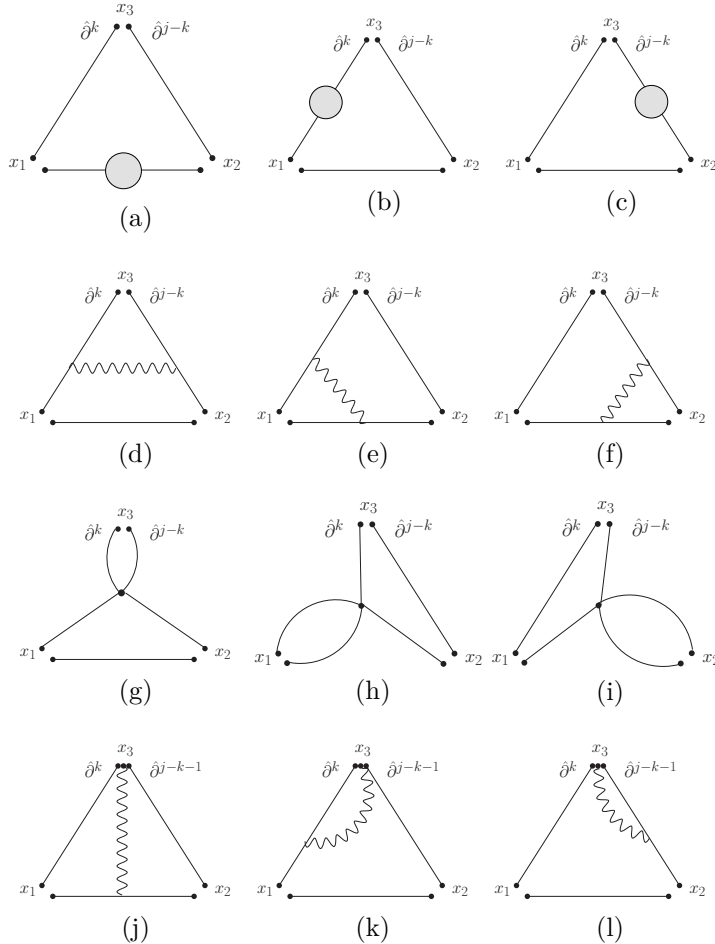 x₃ x₃ x₃
∂̂ᵏ ∂̂ʲ⁻ᵏ ∂̂ᵏ ∂̂ʲ⁻ᵏ ∂̂ᵏ ∂̂ʲ⁻ᵏ
x₁ x₂ x₁ x₂ x₁ x₂
(a) (b) (c)
x₃ x₃ x₃
∂̂ᵏ ∂̂ʲ⁻ᵏ ∂̂ᵏ ∂̂ʲ⁻ᵏ ∂̂ᵏ ∂̂ʲ⁻ᵏ
x₁ x₂ x₁ x₂ x₁ x₂
(d) (e) (f)
x₃ x₃ x₃
∂̂ᵏ ∂̂ʲ⁻ᵏ ∂̂ᵏ ∂̂ʲ⁻ᵏ ∂̂ᵏ ∂̂ʲ⁻ᵏ
x₁ x₂ x₁ x₂ x₁ x₂
(g) (h) (i)
x₃ x₃ x₃
∂̂ᵏ ∂̂ʲ⁻ᵏ⁻¹ ∂̂ᵏ ∂̂ʲ⁻ᵏ⁻¹ ∂̂ᵏ ∂̂ʲ⁻ᵏ⁻¹
x₁ x₂ x₁ x₂ x₁ x₂
(j) (k) (l)